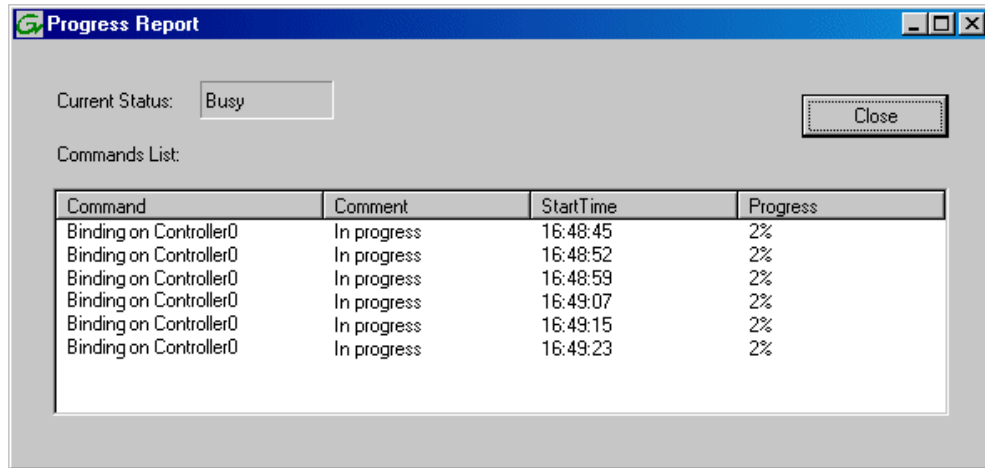 Progress Report
Current Status: Busy
Close
Commands List:
Command Comment StartTime Progress
Binding on Controller0 In progress 16:48:45 2%
Binding on Controller0 In progress 16:48:52 2%
Binding on Controller0 In progress 16:48:59 2%
Binding on Controller0 In progress 16:49:07 2%
Binding on Controller0 In progress 16:49:15 2%
Binding on Controller0 In progress 16:49:23 2%